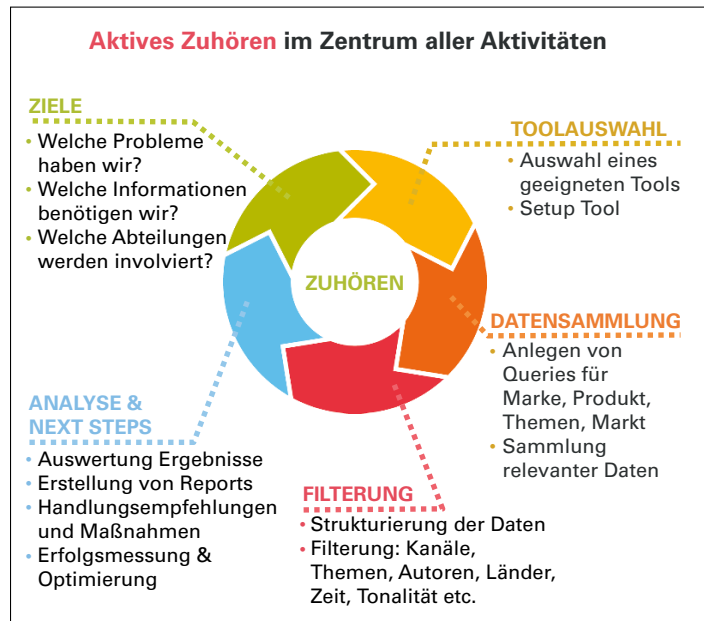 Aktives Zuhören im Zentrum aller Aktivitäten
ZIELE
• Welche Probleme
haben wir?
• Welche Informationen
benötigen wir?
• Welche Abteilungen
werden involviert?
TOOLAUSWAHL
• Auswahl eines
geeigneten Tools
• Setup Tool
ZUHÖREN
DATENSAMMLUNG
• Anlegen von
Queries für
Marke, Produkt,
Themen, Markt
• Sammlung
relevanter Daten
FILTERUNG
• Strukturierung der Daten
• Filterung: Kanäle,
Themen, Autoren, Länder,
Zeit, Tonalität etc.
ANALYSE &
NEXT STEPS
• Auswertung Ergebnisse
• Erstellung von Reports
• Handlungsempfehlungen
und Maßnahmen
• Erfolgsmessung &
Optimierung